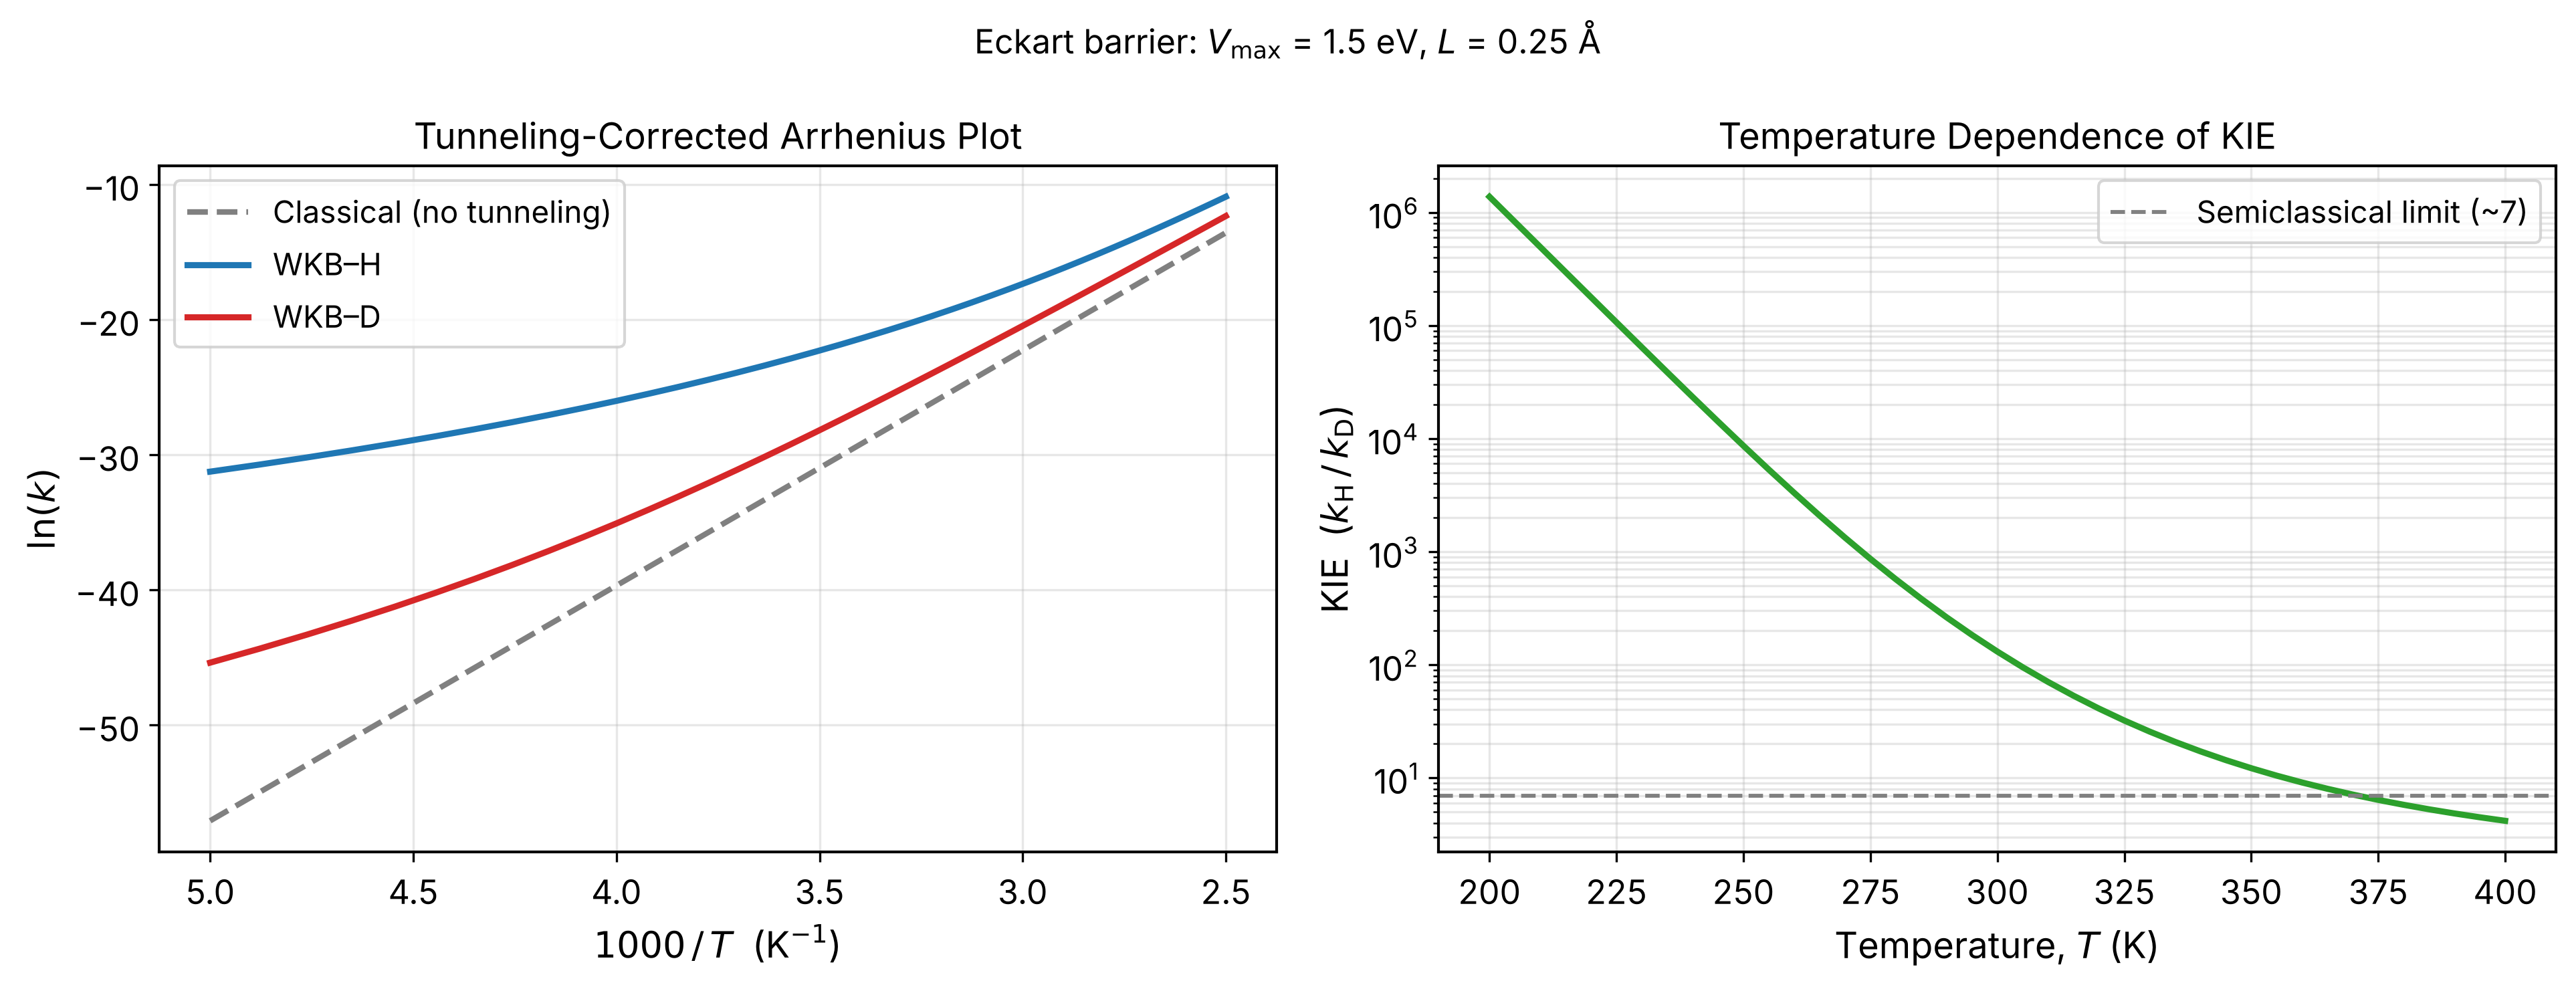 Eckart barrier: Vmax = 1.5 eV, L = 0.25 Å
Tunneling-Corrected Arrhenius Plot
−10
−20
−30
−40
−50
ln(k)
Classical (no tunneling)
WKB–H
WKB–D
5.0 4.5 4.0 3.5 3.0 2.5
1000 / T (K⁻¹)
Temperature Dependence of KIE
10⁶
10⁵
10⁴
10³
10²
10¹
KIE (kH / kD)
Semiclassical limit (~7)
200 225 250 275 300 325 350 375 400
Temperature, T (K)